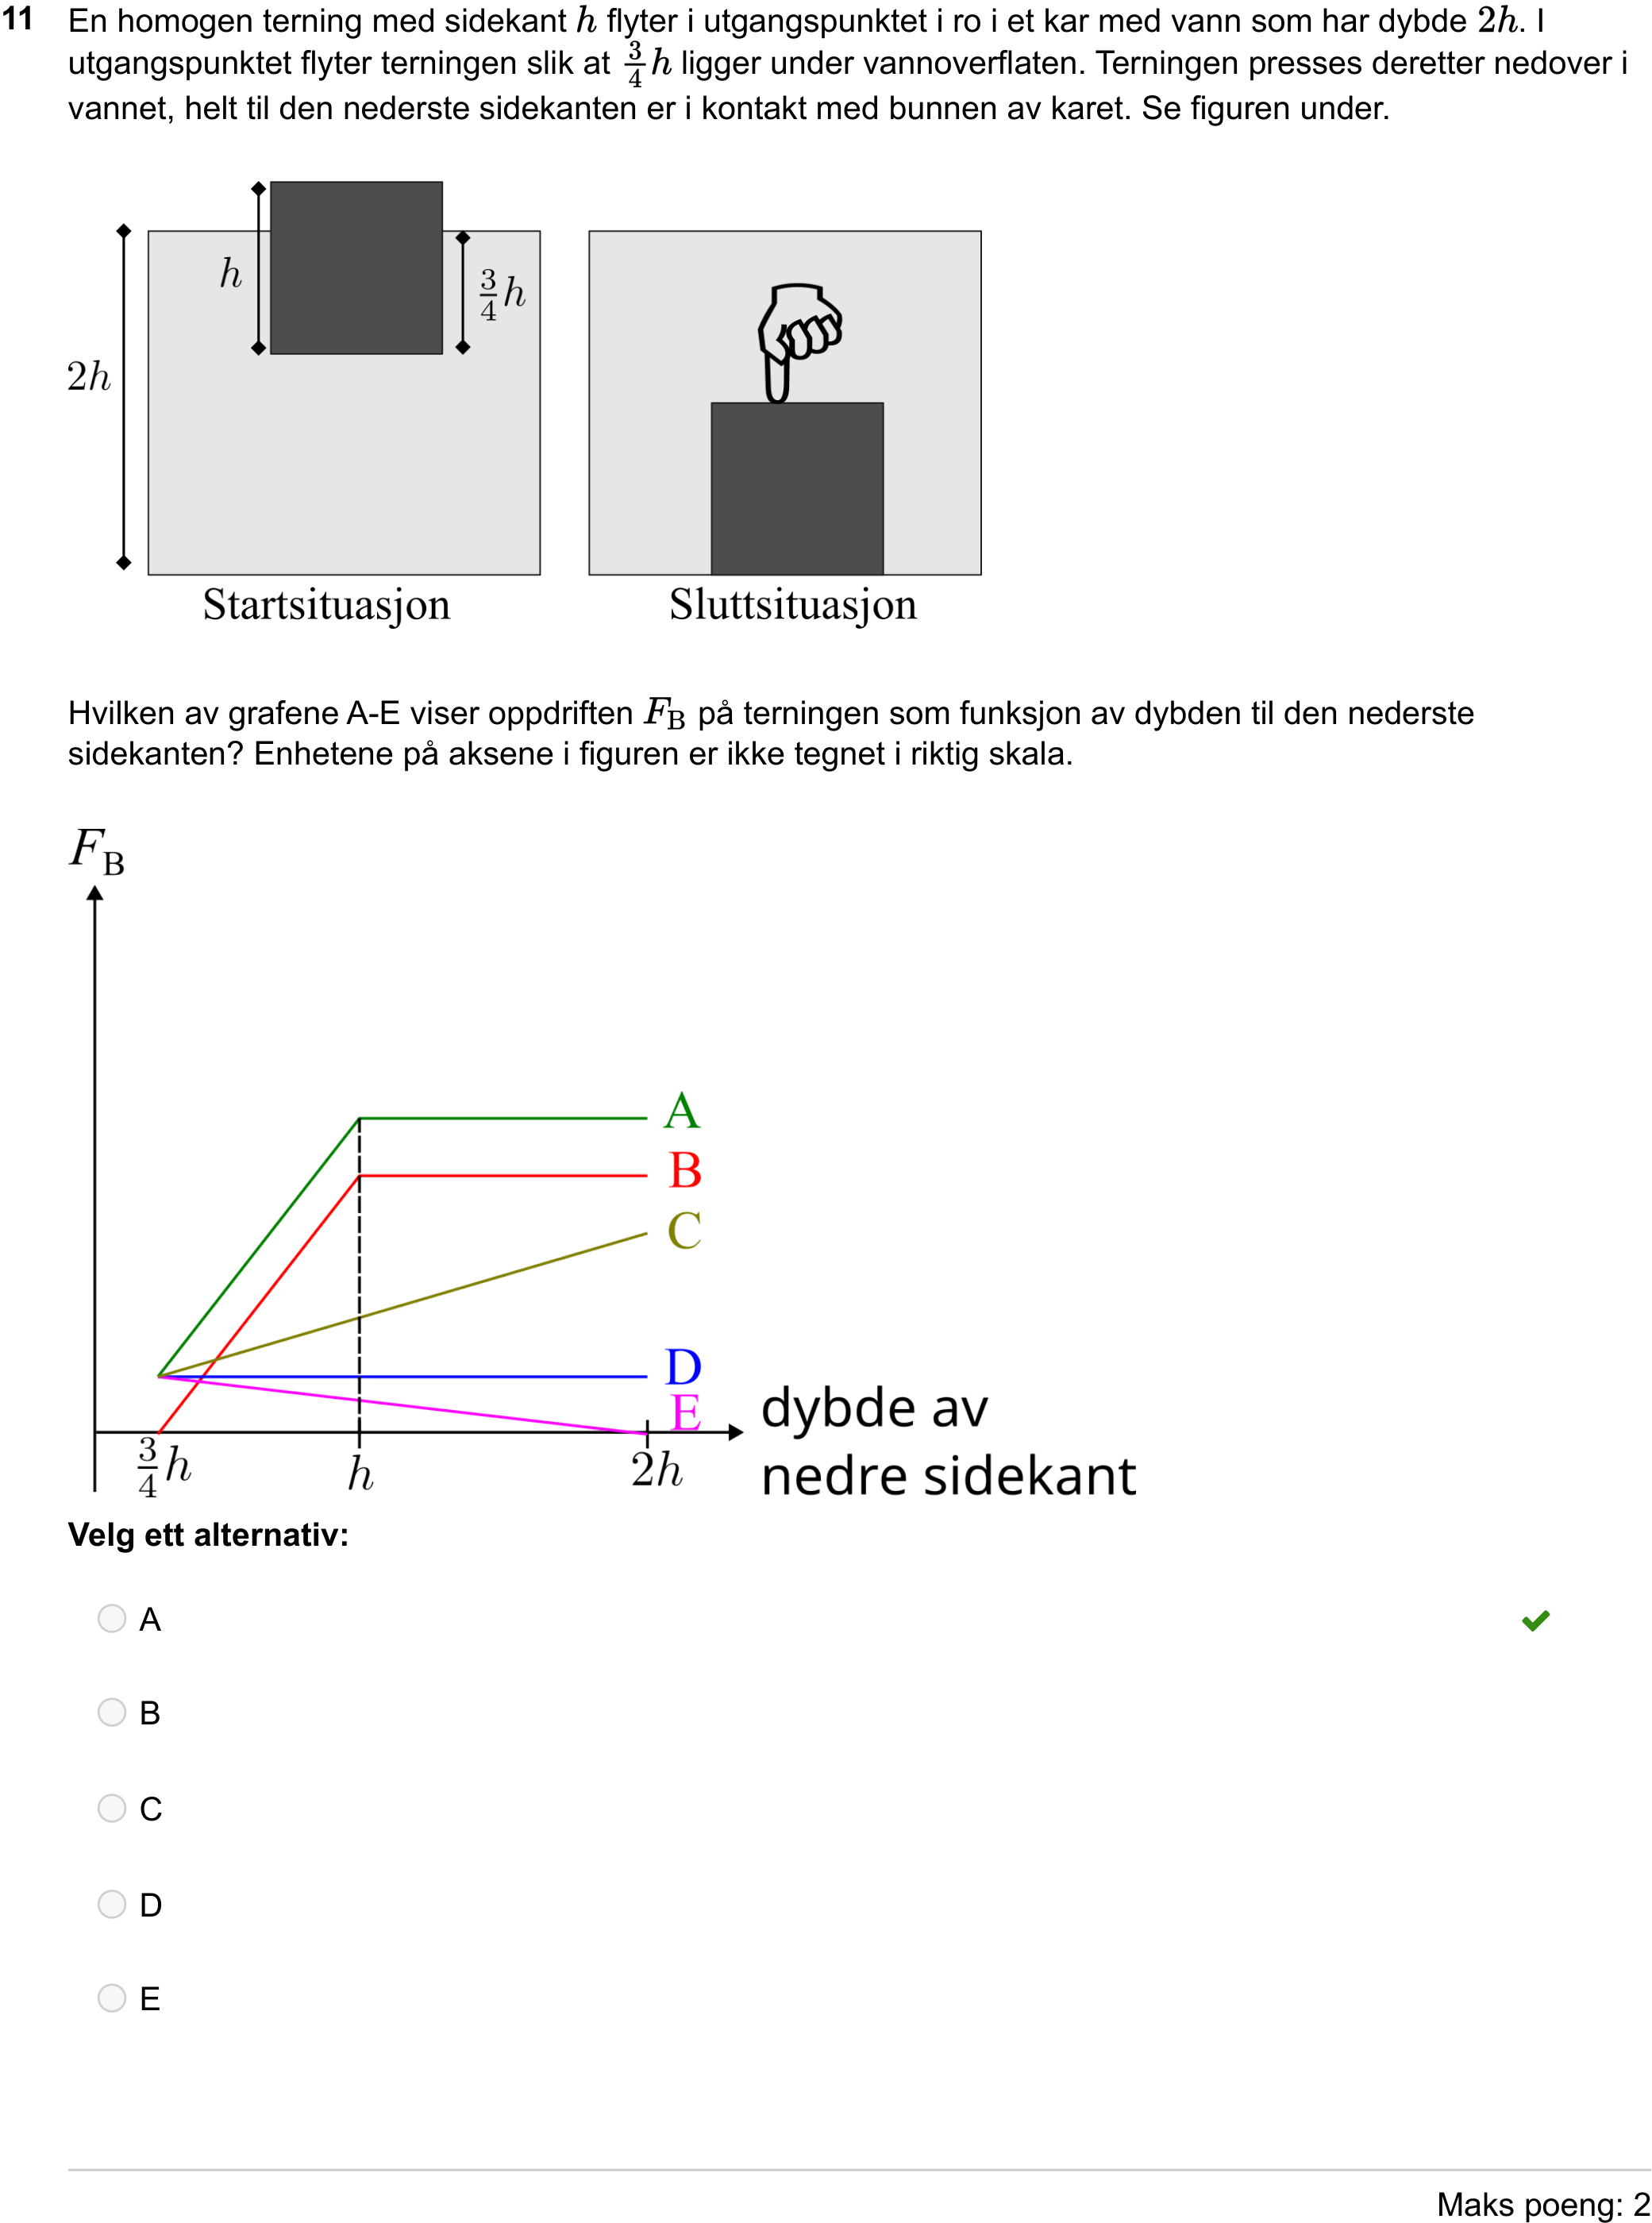 11 En homogen terning med sidekant h flyter i utgangspunktet i ro i et kar med vann som har dybde 2h. I
utgangspunktet flyter terningen slik at 3/4 h ligger under vannoverflaten. Terningen presses deretter nedover i
vannet, helt til den nederste sidekanten er i kontakt med bunnen av karet. Se figuren under.
h
3/4 h
2h
Startsituasjon
Sluttsituasjon
Hvilken av grafene A-E viser oppdriften F_B på terningen som funksjon av dybden til den nederste
sidekanten? Enhetene på aksene i figuren er ikke tegnet i riktig skala.
F_B
A
B
C
D
E
dybde av
nedre sidekant
3/4 h
h
2h
Velg ett alternativ:
A
B
C
D
E
Maks poeng: 2